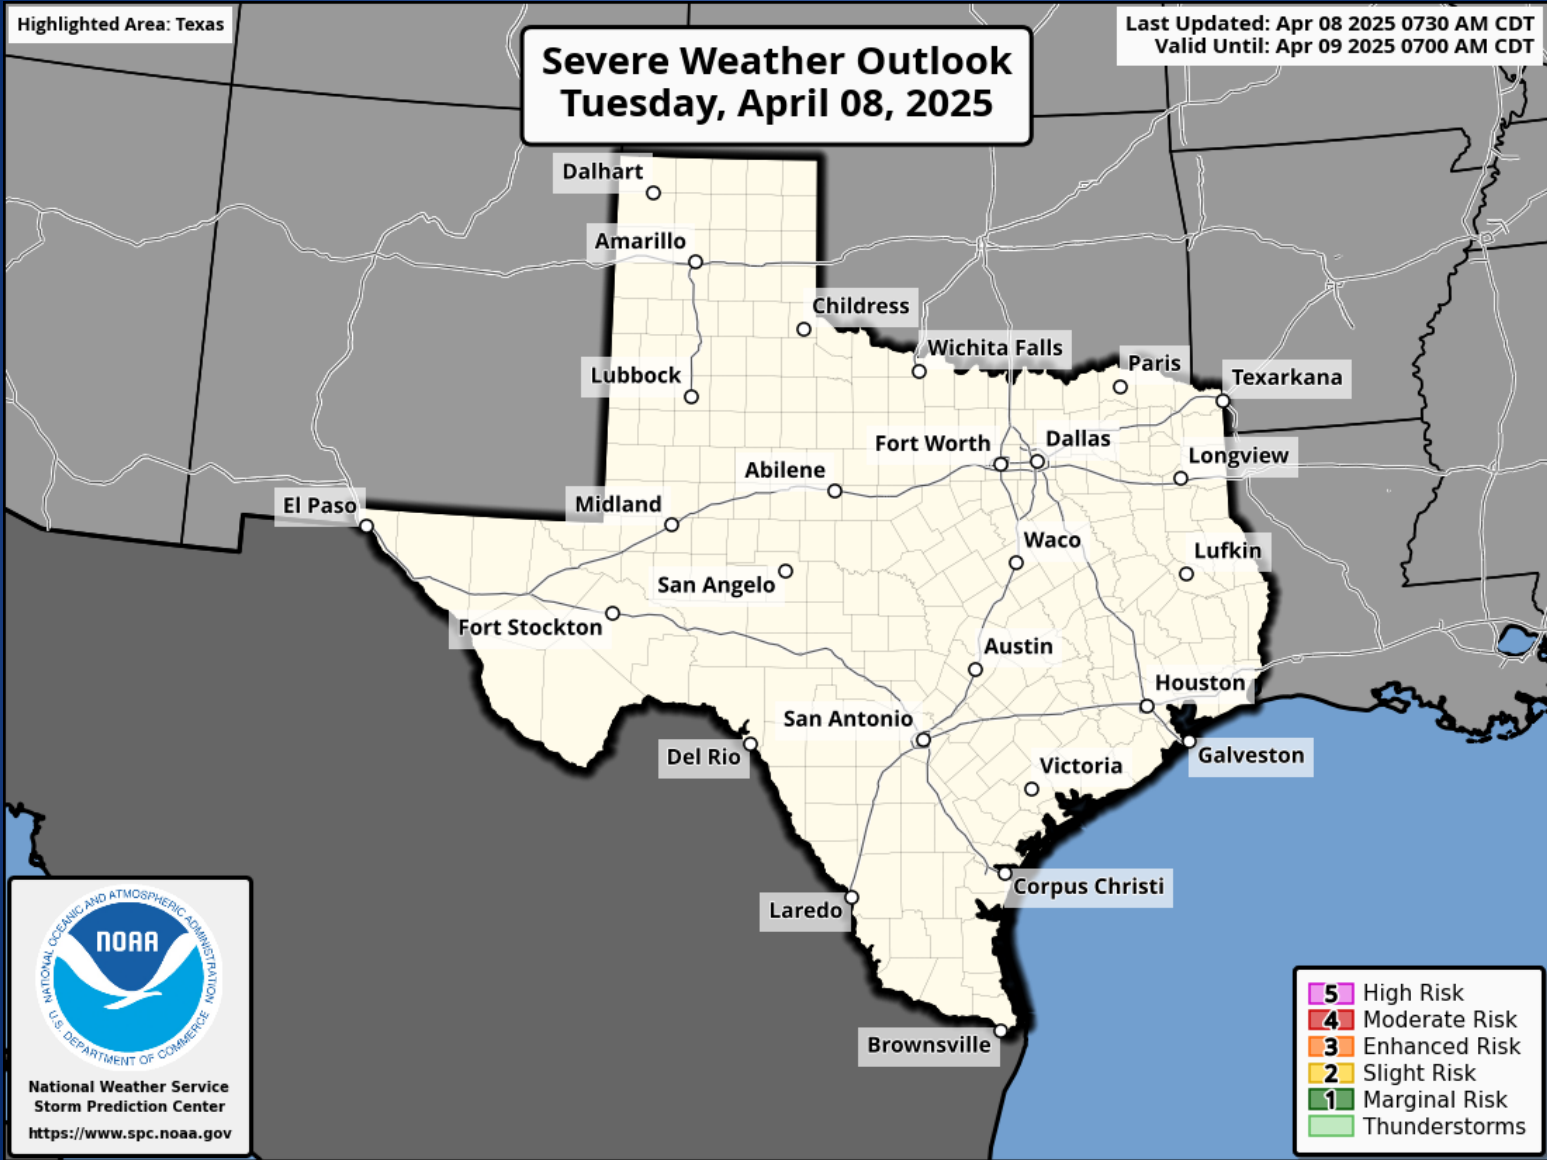 Highlighted Area: Texas
Severe Weather Outlook
Tuesday, April 08, 2025
Last Updated: Apr 08 2025 0730 AM CDT
Valid Until: Apr 09 2025 0700 AM CDT
Dalhart
Amarillo
Childress
Wichita Falls
Paris
Texarkana
Lubbock
Fort Worth
Dallas
Longview
Abilene
El Paso
Midland
Waco
Lufkin
San Angelo
Fort Stockton
Austin
Houston
San Antonio
Del Rio
Galveston
Victoria
Corpus Christi
Laredo
Brownsville
NATIONAL OCEANIC AND ATMOSPHERIC ADMINISTRATION
NOAA
U.S. DEPARTMENT OF COMMERCE
National Weather Service
Storm Prediction Center
https://www.spc.noaa.gov
5 High Risk
4 Moderate Risk
3 Enhanced Risk
2 Slight Risk
1 Marginal Risk
Thunderstorms